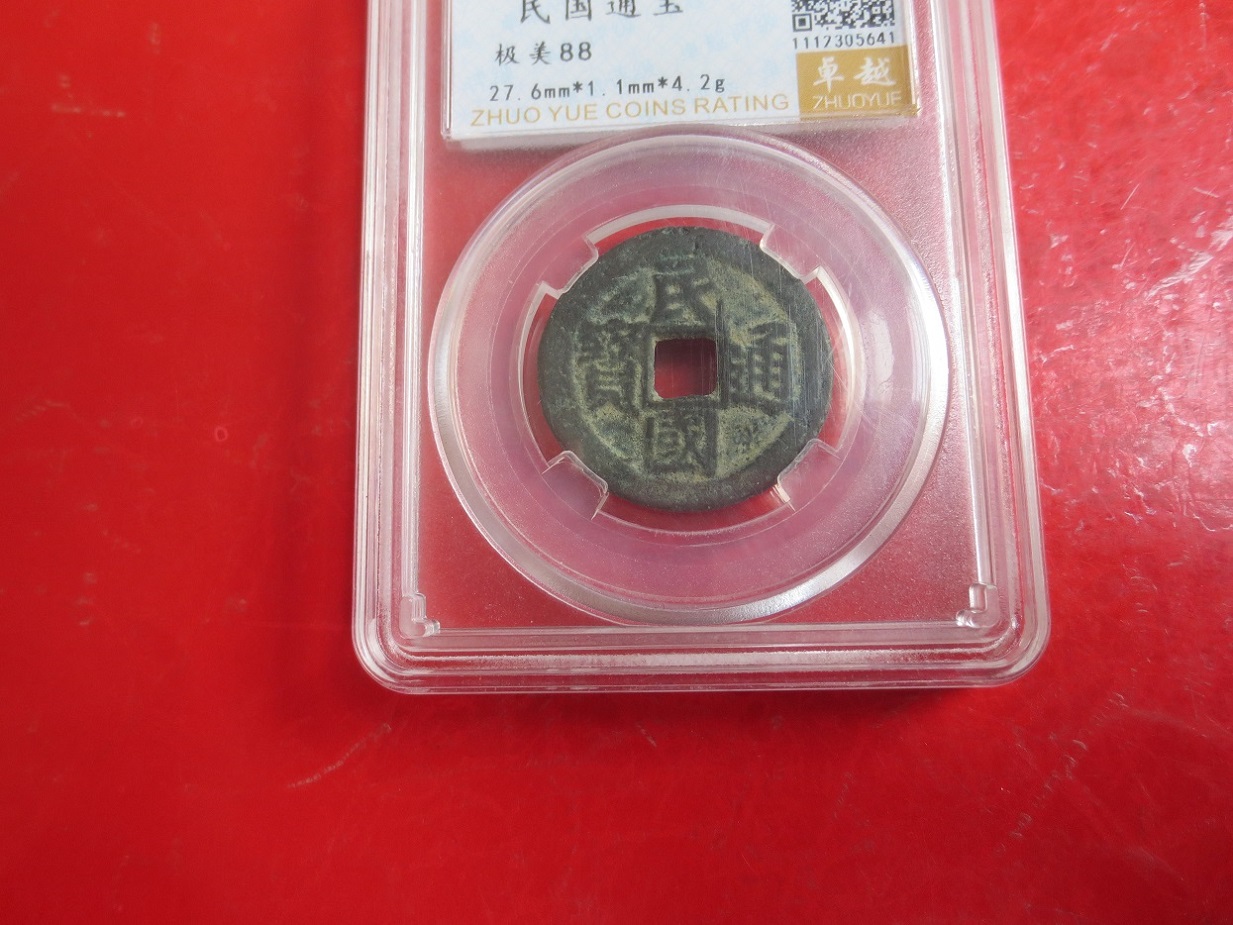 民国通宝
极美88
1112305641
27.6mm*1.1mm*4.2g
卓越
ZHUO YUE COINS RATING
ZHUOYUE
民
國
通
寳